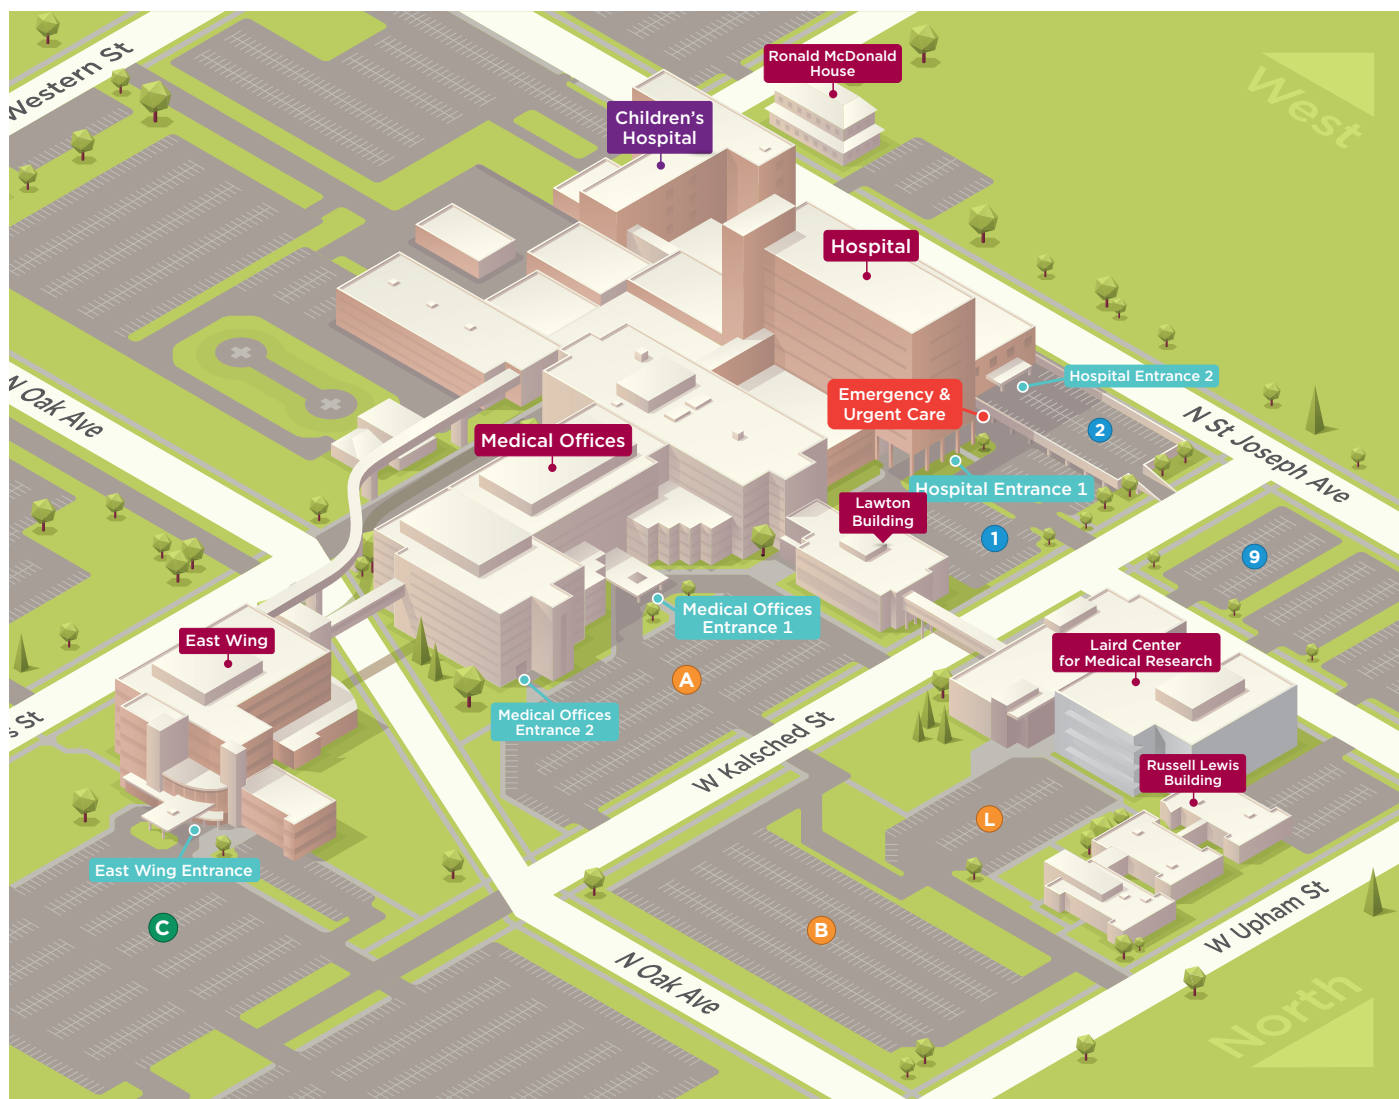 Western St
Ronald McDonald
House
West
Children's
Hospital
Hospital
Hospital Entrance 2
N Oak Ave
Emergency &
Urgent Care
2
N St Joseph Ave
Medical Offices
Hospital Entrance 1
Lawton
Building
1
9
Medical Offices
Entrance 1
East Wing
Laird Center
for Medical Research
A
s St
Medical Offices
Entrance 2
W Kalsched St
Russell Lewis
Building
L
East Wing Entrance
C
B
W Upham St
N Oak Ave
North